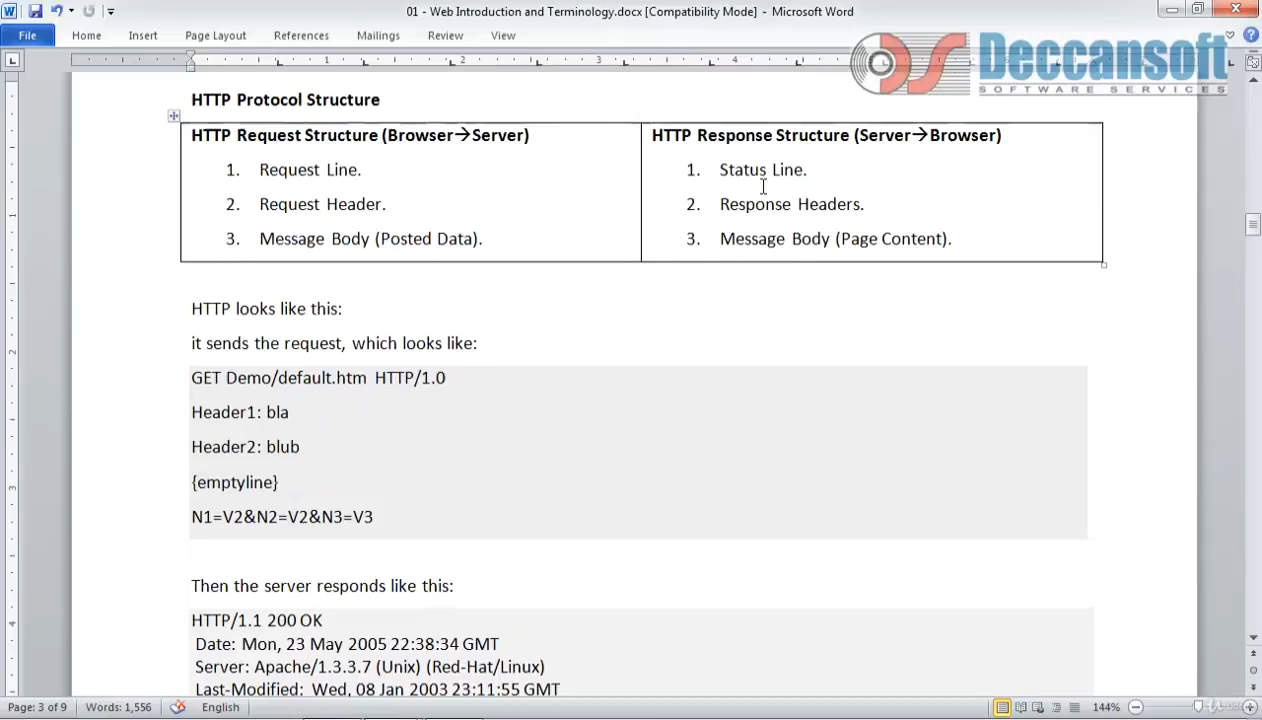 01 - Web Introduction and Terminology.docx [Compatibility Mode] - Microsoft Word
File Home Insert Page Layout References Mailings Review View
Deccansoft
SOFTWARE SERVICES
HTTP Protocol Structure
HTTP Request Structure (Browser→Server)
1. Request Line.
2. Request Header.
3. Message Body (Posted Data).
HTTP Response Structure (Server→Browser)
1. Status Line.
2. Response Headers.
3. Message Body (Page Content).
HTTP looks like this:
it sends the request, which looks like:
GET Demo/default.htm HTTP/1.0
Header1: bla
Header2: blub
{emptyline}
N1=V2&N2=V2&N3=V3
Then the server responds like this:
HTTP/1.1 200 OK
Date: Mon, 23 May 2005 22:38:34 GMT
Server: Apache/1.3.3.7 (Unix) (Red-Hat/Linux)
Last-Modified: Wed, 08 Jan 2003 23:11:55 GMT
Page: 3 of 9 Words: 1,556 English 144%